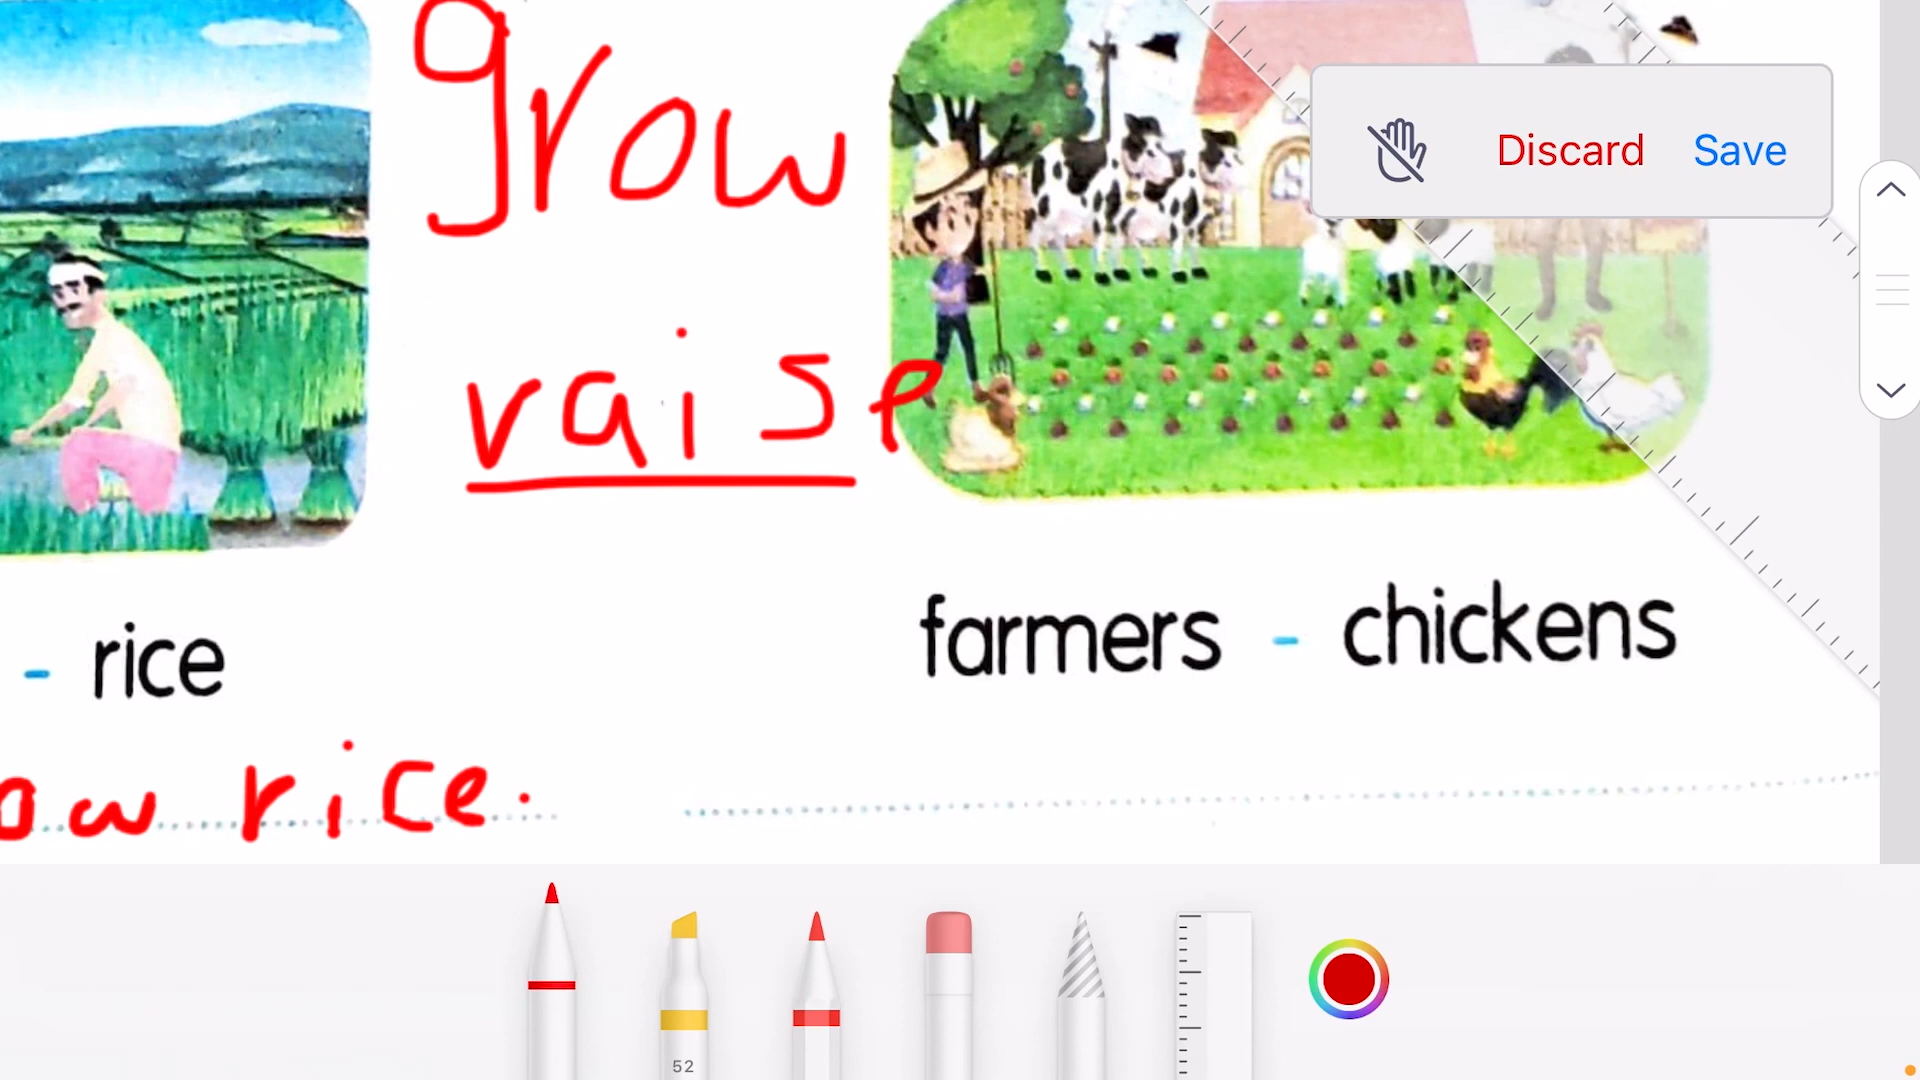 grow
Discard Save
raise
- rice
farmers - chickens
ow rice.
52